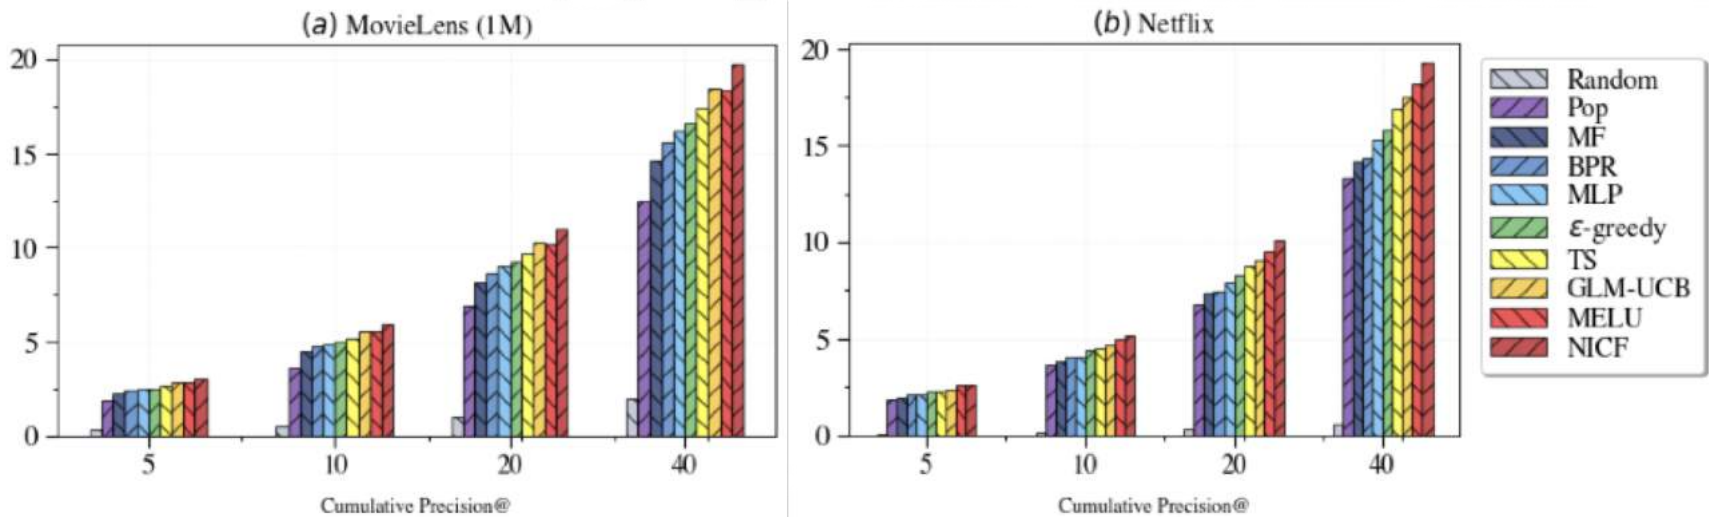 (a) MovieLens (1M)
20
15
10
5
0
5 10 20 40
Cumulative Precision@
(b) Netflix
20
15
10
5
0
5 10 20 40
Cumulative Precision@
Random
Pop
MF
BPR
MLP
ε-greedy
TS
GLM-UCB
MELU
NICF